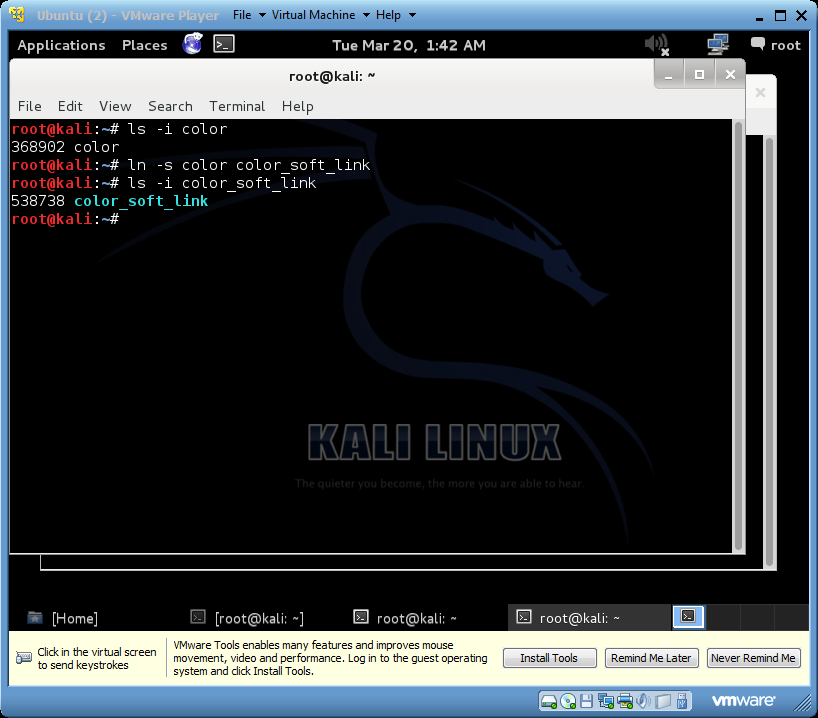 Ubuntu (2) - VMware Player File Virtual Machine Help
Applications Places Tue Mar 20, 1:42 AM root
root@kali: ~
File Edit View Search Terminal Help
root@kali:~# ls -i color
368902 color
root@kali:~# ln -s color color_soft_link
root@kali:~# ls -i color_soft_link
538738 color_soft_link
root@kali:~#
KALI LINUX
The quieter you become, the more you are able to hear.
[Home] [root@kali: ~] root@kali: ~ root@kali: ~
Click in the virtual screen
to send keystrokes
VMware Tools enables many features and improves mouse
movement, video and performance. Log in to the guest operating
system and click Install Tools.
Install Tools Remind Me Later Never Remind Me
vmware